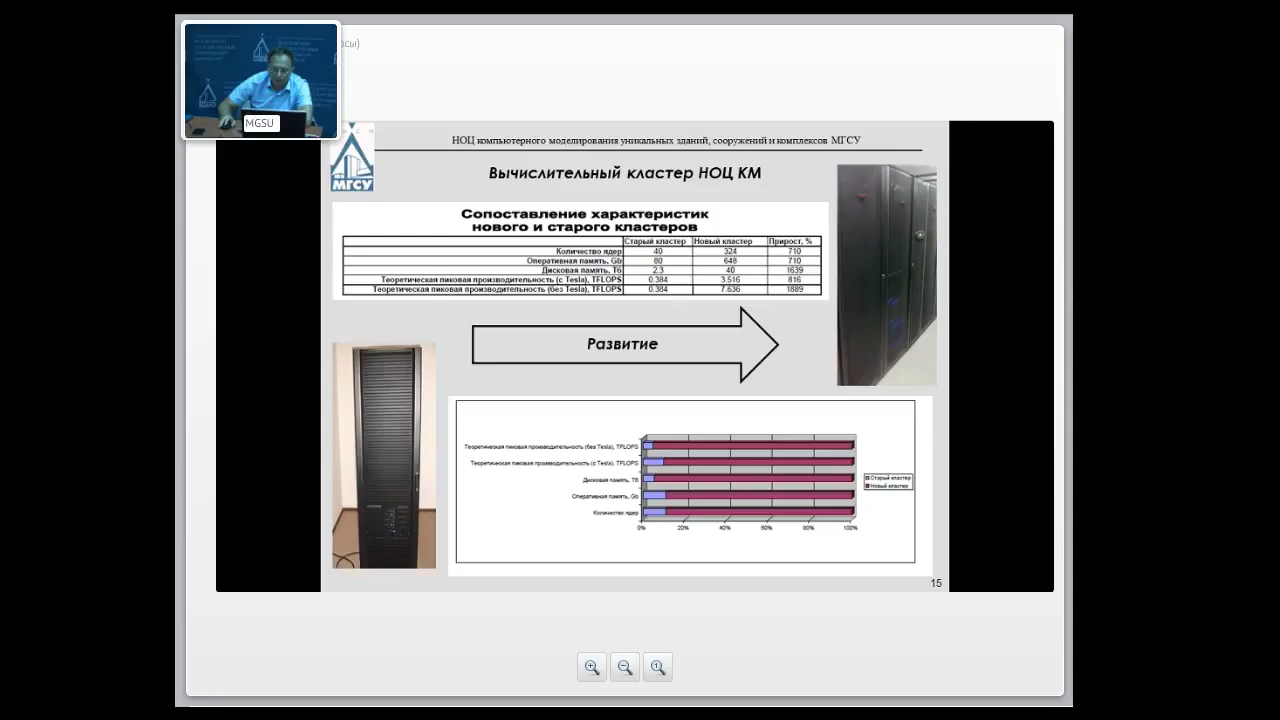 осы)
MGSU
МГСУ
НОЦ компьютерного моделирования уникальных зданий, сооружений и комплексов МГСУ
Вычислительный кластер НОЦ КМ
Сопоставление характеристик
нового и старого кластеров
Старый кластер Новый кластер Прирост, %
Количество ядер 40 324 710
Оперативная память, Gb 80 648 710
Дисковая память, Тб 2.3 40 1639
Теоретическая пиковая производительность (с Tesla), TFLOPS 0.384 3.516 816
Теоретическая пиковая производительность (без Tesla), TFLOPS 0.384 7.636 1889
Развитие
Теоретическая пиковая производительность (без Tesla), TFLOPS
Теоретическая пиковая производительность (с Tesla), TFLOPS
Дисковая память, Тб
Оперативная память, Gb
Количество ядер
0% 20% 40% 60% 80% 100%
Старый кластер
Новый кластер
15